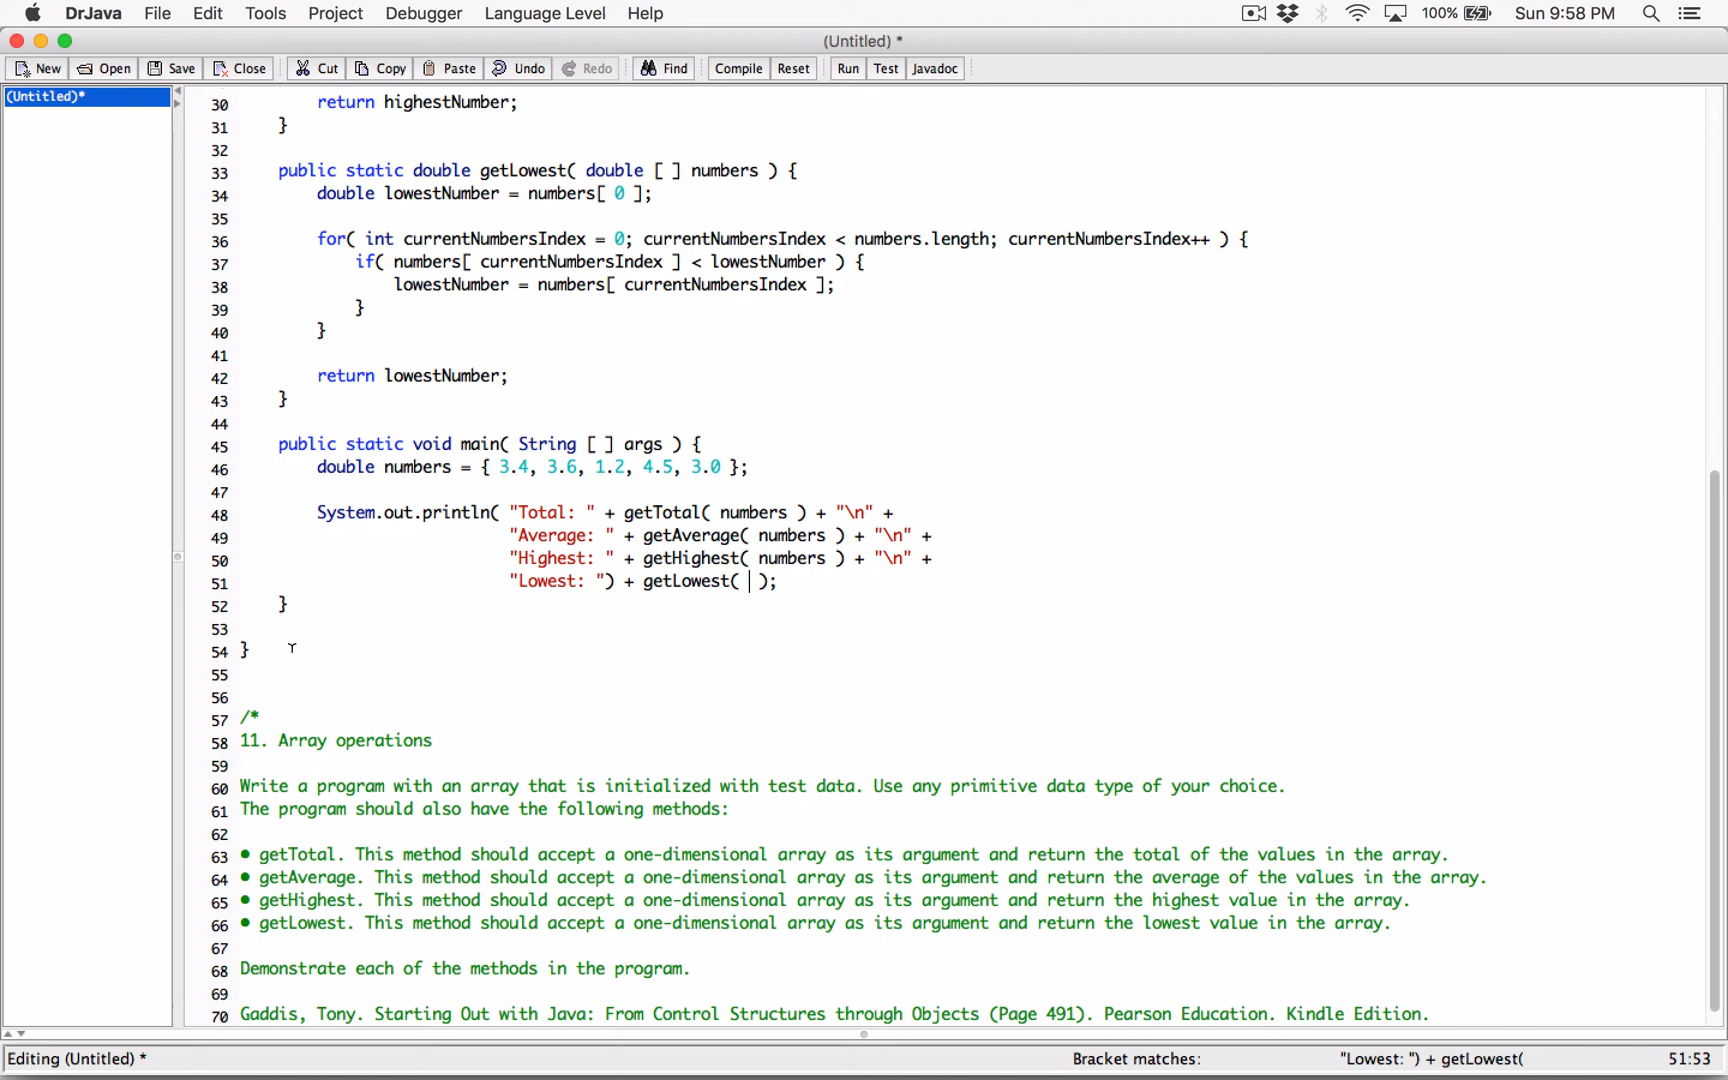 DrJava File Edit Tools Project Debugger Language Level Help 100% Sun 9:58 PM
(Untitled) *
New Open Save Close Cut Copy Paste Undo Redo Find Compile Reset Run Test Javadoc
(Untitled)*
30 return highestNumber;
31 }
32
33 public static double getLowest( double [ ] numbers ) {
34 double lowestNumber = numbers[ 0 ];
35
36 for( int currentNumbersIndex = 0; currentNumbersIndex < numbers.length; currentNumbersIndex++ ) {
37 if( numbers[ currentNumbersIndex ] < lowestNumber ) {
38 lowestNumber = numbers[ currentNumbersIndex ];
39 }
40 }
41
42 return lowestNumber;
43 }
44
45 public static void main( String [ ] args ) {
46 double numbers = { 3.4, 3.6, 1.2, 4.5, 3.0 };
47
48 System.out.println( "Total: " + getTotal( numbers ) + "\n" +
49 "Average: " + getAverage( numbers ) + "\n" +
50 "Highest: " + getHighest( numbers ) + "\n" +
51 "Lowest: ") + getLowest( );
52 }
53
54 }
55
56
57 /*
58 11. Array operations
59
60 Write a program with an array that is initialized with test data. Use any primitive data type of your choice.
61 The program should also have the following methods:
62
63 • getTotal. This method should accept a one-dimensional array as its argument and return the total of the values in the array.
64 • getAverage. This method should accept a one-dimensional array as its argument and return the average of the values in the array.
65 • getHighest. This method should accept a one-dimensional array as its argument and return the highest value in the array.
66 • getLowest. This method should accept a one-dimensional array as its argument and return the lowest value in the array.
67
68 Demonstrate each of the methods in the program.
69
70 Gaddis, Tony. Starting Out with Java: From Control Structures through Objects (Page 491). Pearson Education. Kindle Edition.
Editing (Untitled) * Bracket matches: "Lowest: ") + getLowest( 51:53